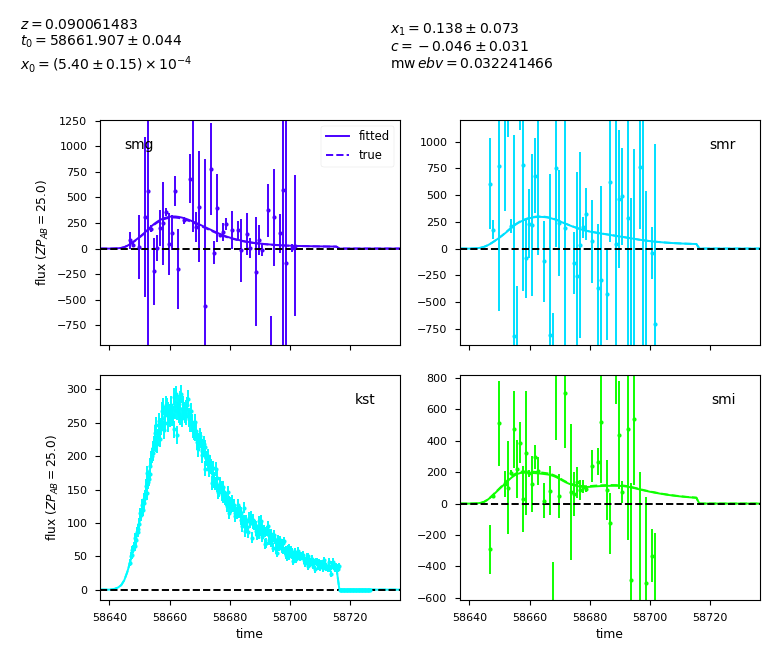 z = 0.090061483
t₀ = 58661.907 ± 0.044
x₀ = (5.40 ± 0.15) × 10⁻⁴
x₁ = 0.138 ± 0.073
c = −0.046 ± 0.031
mw ebv = 0.032241466
smg
fitted
true
1250
1000
750
500
250
0
−250
−500
−750
flux (ZP_AB = 25.0)
smr
1000
750
500
250
0
−250
−500
−750
kst
300
250
200
150
100
50
0
flux (ZP_AB = 25.0)
58640 58660 58680 58700 58720
time
smi
800
600
400
200
0
−200
−400
−600
58640 58660 58680 58700 58720
time